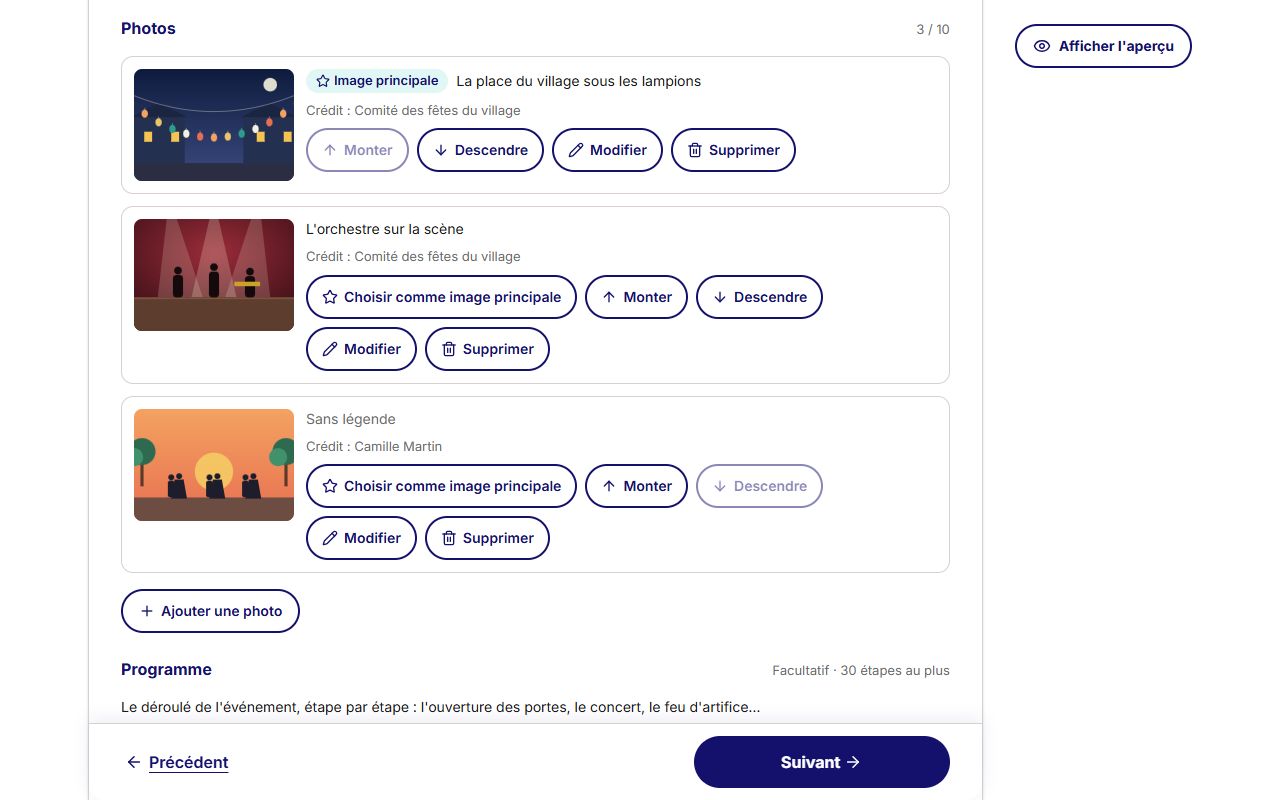 Photos
3 / 10
Afficher l'aperçu
Image principale
La place du village sous les lampions
Crédit : Comité des fêtes du village
Monter
Descendre
Modifier
Supprimer
L'orchestre sur la scène
Crédit : Comité des fêtes du village
Choisir comme image principale
Monter
Descendre
Modifier
Supprimer
Sans légende
Crédit : Camille Martin
Choisir comme image principale
Monter
Descendre
Modifier
Supprimer
Ajouter une photo
Programme
Facultatif · 30 étapes au plus
Le déroulé de l'événement, étape par étape : l'ouverture des portes, le concert, le feu d'artifice…
Précédent
Suivant